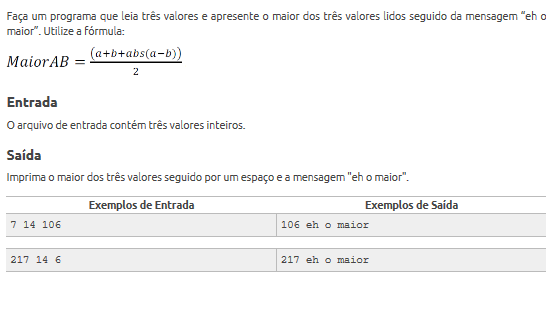 Faça um programa que leia três valores e apresente o maior dos três valores lidos seguido da mensagem “eh o
maior”. Utilize a fórmula:
MaiorAB = (a+b+abs(a−b))
2
Entrada
O arquivo de entrada contém três valores inteiros.
Saída
Imprima o maior dos três valores seguido por um espaço e a mensagem "eh o maior".
Exemplos de Entrada Exemplos de Saída
7 14 106 106 eh o maior
217 14 6 217 eh o maior